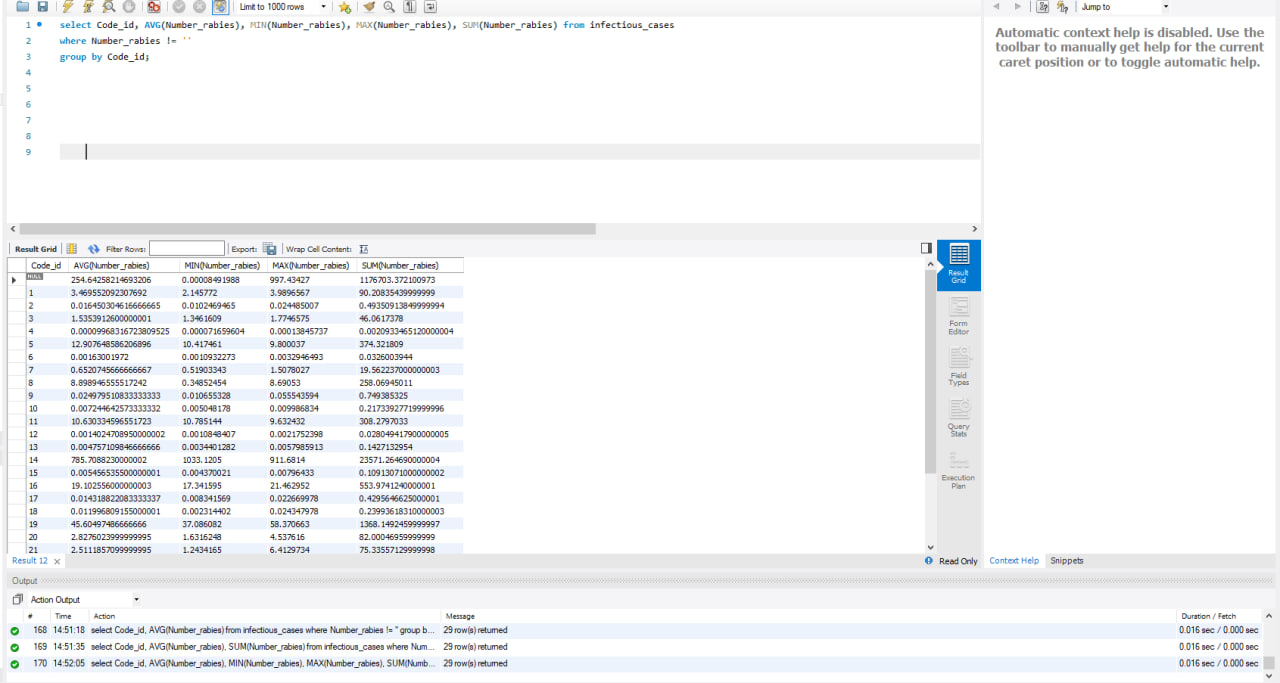 Limit to 1000 rows
Jump to
1 select Code_id, AVG(Number_rabies), MIN(Number_rabies), MAX(Number_rabies), SUM(Number_rabies) from infectious_cases
2 where Number_rabies != ''
3 group by Code_id;
4
5
6
7
8
9
Automatic context help is disabled. Use the
toolbar to manually get help for the current
caret position or to toggle automatic help.
Result Grid Filter Rows: Export: Wrap Cell Content:
Code_id AVG(Number_rabies) MIN(Number_rabies) MAX(Number_rabies) SUM(Number_rabies)
NULL 254.64258214693206 0.00008491988 997.43427 1176703.372100973
1 3.469552092307692 2.145772 3.9896567 90.20835439999999
2 0.016450304616666665 0.0102469465 0.024485007 0.49350913849999994
3 1.5353912600000001 1.3461609 1.7746575 46.0617378
4 0.00009968316723809525 0.000071659604 0.00013845737 0.0020933465120000004
5 12.907648586206896 10.417461 9.800037 374.321809
6 0.00163001972 0.0010932273 0.0032946493 0.0326003944
7 0.6520745666666667 0.51903343 1.5078027 19.562237000000003
8 8.898946555517242 0.34852454 8.69053 258.06945011
9 0.024979510833333333 0.010655328 0.055543594 0.749385325
10 0.007244642573333332 0.005048178 0.009986834 0.21733927719999996
11 10.630334596551723 10.785144 9.632432 308.2797033
12 0.0014024708950000002 0.0010848407 0.0021752398 0.028049417900000005
13 0.004757109846666666 0.0034401282 0.0057985913 0.1427132954
14 785.7088230000002 1033.1205 911.6814 23571.264690000004
15 0.005456535500000001 0.004370021 0.00796433 0.10913071000000002
16 19.102556000000003 17.341595 21.462952 553.9741240000001
17 0.014318822083333337 0.008341569 0.022669978 0.4295646625000001
18 0.011996809155000001 0.002314402 0.024347978 0.23993618310000003
19 45.60497486666666 37.086082 58.370663 1368.1492459999997
20 2.8276023999999995 1.6316248 4.537616 82.00046959999999
21 2.5111857099999995 1.2434165 6.4129734 75.33557129999998
Result
Grid
Form
Editor
Field
Types
Query
Stats
Execution
Plan
Result 12
Read Only
Context Help Snippets
Output
Action Output
# Time Action Message Duration / Fetch
168 14:51:18 select Code_id, AVG(Number_rabies) from infectious_cases where Number_rabies != '' group b... 29 row(s) returned 0.016 sec / 0.000 sec
169 14:51:35 select Code_id, AVG(Number_rabies), SUM(Number_rabies) from infectious_cases where Num... 29 row(s) returned 0.016 sec / 0.000 sec
170 14:52:05 select Code_id, AVG(Number_rabies), MIN(Number_rabies), MAX(Number_rabies), SUM(Numb... 29 row(s) returned 0.016 sec / 0.000 sec